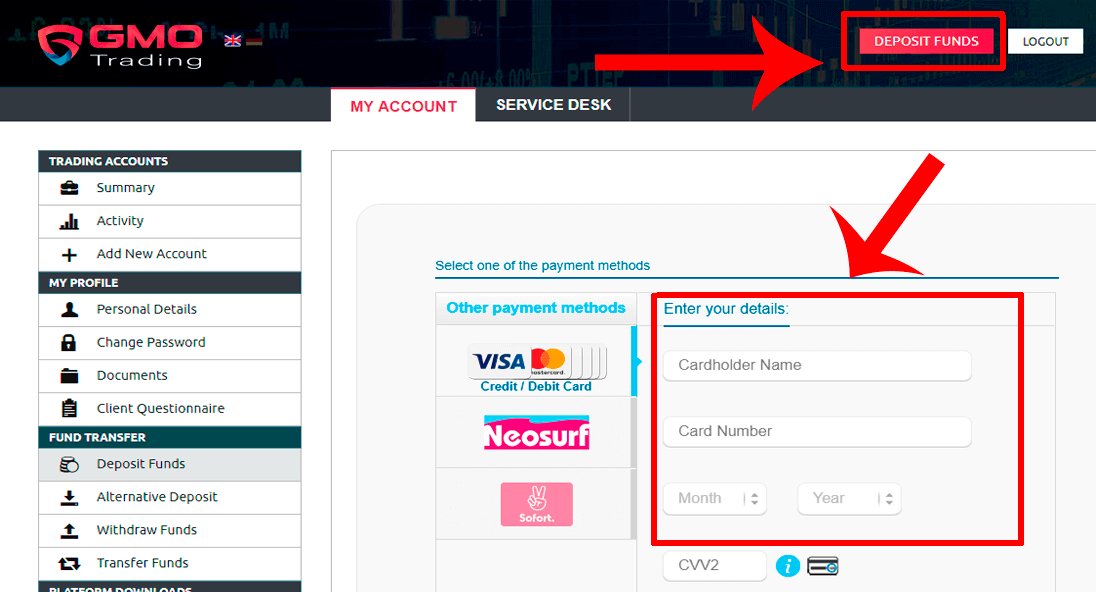 GMO
Trading
DEPOSIT FUNDS
LOGOUT
MY ACCOUNT
SERVICE DESK
TRADING ACCOUNTS
Summary
Activity
Add New Account
MY PROFILE
Personal Details
Change Password
Documents
Client Questionnaire
FUND TRANSFER
Deposit Funds
Alternative Deposit
Withdraw Funds
Transfer Funds
PLATFORM DOWNLOADS
Select one of the payment methods
Other payment methods
VISA
mastercard.
Credit / Debit Card
Neosurf
Sofort.
Enter your details:
Cardholder Name
Card Number
Month
Year
CVV2
i